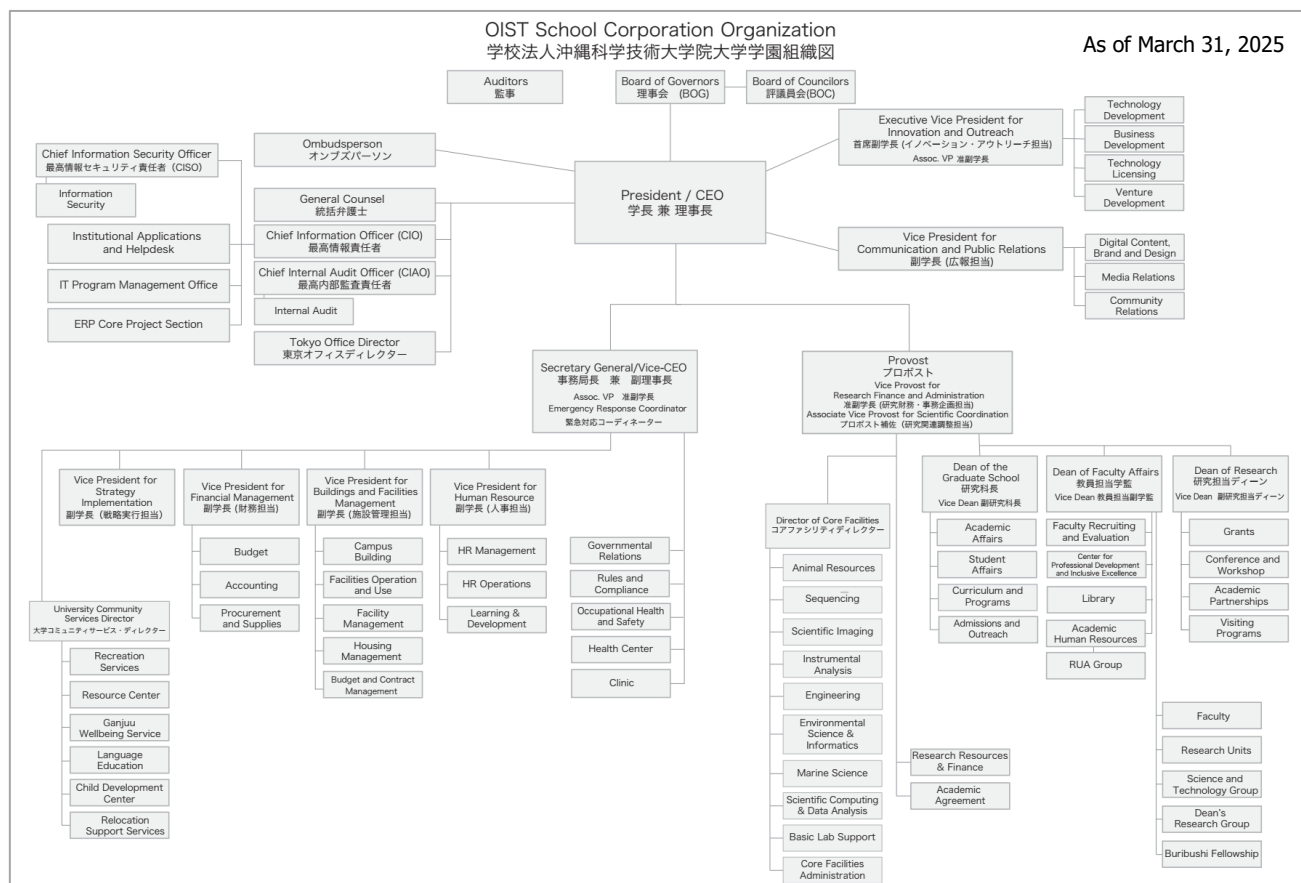 OIST School Corporation Organization
学校法人沖縄科学技術大学院大学学園組織図
As of March 31, 2025
Auditors
監事
Board of Governors
理事会 (BOG)
Board of Councilors
評議員会(BOC)
Executive Vice President for
Innovation and Outreach
首席副学長 (イノベーション・アウトリーチ担当)
Assoc. VP 准副学長
Technology
Development
Business
Development
Technology
Licensing
Venture
Development
Ombudsperson
オンブズパーソン
Chief Information Security Officer
最高情報セキュリティ責任者（CISO）
Information
Security
President / CEO
学長 兼 理事長
General Counsel
統括弁護士
Institutional Applications
and Helpdesk
Chief Information Officer (CIO)
最高情報責任者
Vice President for
Communication and Public Relations
副学長 (広報担当)
Digital Content,
Brand and Design
Media Relations
Community
Relations
Chief Internal Audit Officer (CIAO)
最高内部監査責任者
IT Program Management Office
Internal Audit
ERP Core Project Section
Tokyo Office Director
東京オフィスディレクター
Secretary General/Vice-CEO
事務局長 兼 副理事長
Assoc. VP 准副学長
Emergency Response Coordinator
緊急対応コーディネーター
Provost
プロボスト
Vice Provost for
Research Finance and Administration
准副学長 (研究財務・事務企画担当)
Associate Vice Provost for Scientific Coordination
プロボスト補佐（研究関連調整担当）
Vice President for
Strategy
Implementation
副学長（戦略実行担当）
Vice President for
Financial Management
副学長 (財務担当)
Vice President for
Buildings and Facilities
Management
副学長 (施設管理担当)
Vice President for
Human Resource
副学長 (人事担当)
Dean of the
Graduate School
研究科長
Vice Dean 副研究科長
Dean of Faculty Affairs
教員担当学監
Vice Dean 教員担当副学監
Dean of Research
研究担当ディーン
Vice Dean 副研究担当ディーン
Director of Core Facilities
コアファシリティディレクター
Budget
Accounting
Procurement
and Supplies
Campus
Building
Facilities Operation
and Use
Facility
Management
Housing
Management
Budget and Contract
Management
HR Management
HR Operations
Learning &
Development
Governmental
Relations
Rules and
Compliance
Occupational Health
and Safety
Health Center
Clinic
Academic
Affairs
Student
Affairs
Curriculum and
Programs
Admissions and
Outreach
Faculty Recruiting
and Evaluation
Center for
Professional Development
and Inclusive Excellence
Library
Academic
Human Resources
RUA Group
Grants
Conference and
Workshop
Academic
Partnerships
Visiting
Programs
University Community
Services Director
大学コミュニティサービス・ディレクター
Recreation
Services
Resource Center
Ganjuu
Wellbeing Service
Language
Education
Child Development
Center
Relocation
Support Services
Animal Resources
Sequencing
Scientific Imaging
Instrumental
Analysis
Engineering
Environmental
Science &
Informatics
Marine Science
Scientific Computing
& Data Analysis
Basic Lab Support
Core Facilities
Administration
Research Resources
& Finance
Academic
Agreement
Faculty
Research Units
Science and
Technology Group
Dean's
Research Group
Buribushi Fellowship